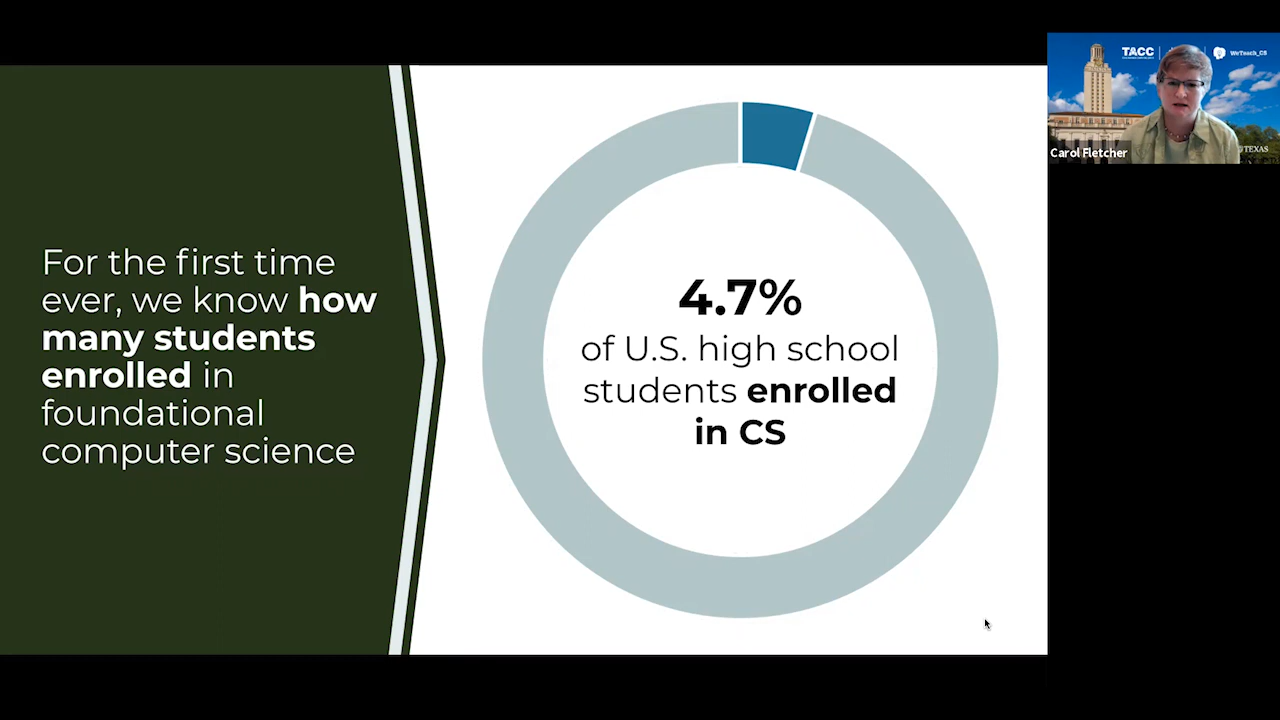 For the first time
ever, we know how
many students
enrolled in
foundational
computer science
4.7%
of U.S. high school
students enrolled
in CS
TACC
WeTeach_CS
TEXAS
Carol Fletcher